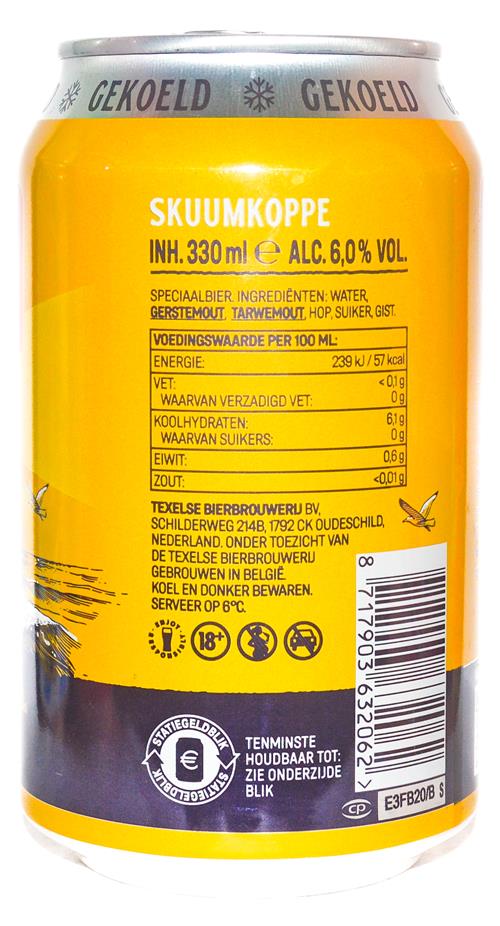 GEKOELD GEKOELD
SKUUMKOPPE
INH. 330 ml e ALC. 6,0% VOL.
SPECIAALBIER. INGREDIËNTEN: WATER,
GERSTEMOUT, TARWEMOUT, HOP, SUIKER, GIST.
VOEDINGSWAARDE PER 100 ML:
ENERGIE: 239 kJ / 57 kcal
VET: <0,1 g
WAARVAN VERZADIGD VET: 0 g
KOOLHYDRATEN: 6,1 g
WAARVAN SUIKERS: 0 g
EIWIT: 0,6 g
ZOUT: <0,01 g
TEXELSE BIERBROUWERIJ BV,
SCHILDERWEG 214B, 1792 CK OUDESCHILD,
NEDERLAND. ONDER TOEZICHT VAN
DE TEXELSE BIERBROUWERIJ
GEBROUWEN IN BELGIË.
KOEL EN DONKER BEWAREN.
SERVEER OP 6°C.
18+
8 717903 632062 >
STATIEGELDBLIK
€
STATIEGELDBLIK
TENMINSTE
HOUDBAAR TOT:
ZIE ONDERZIJDE
BLIK
CP
E3FB20/B S